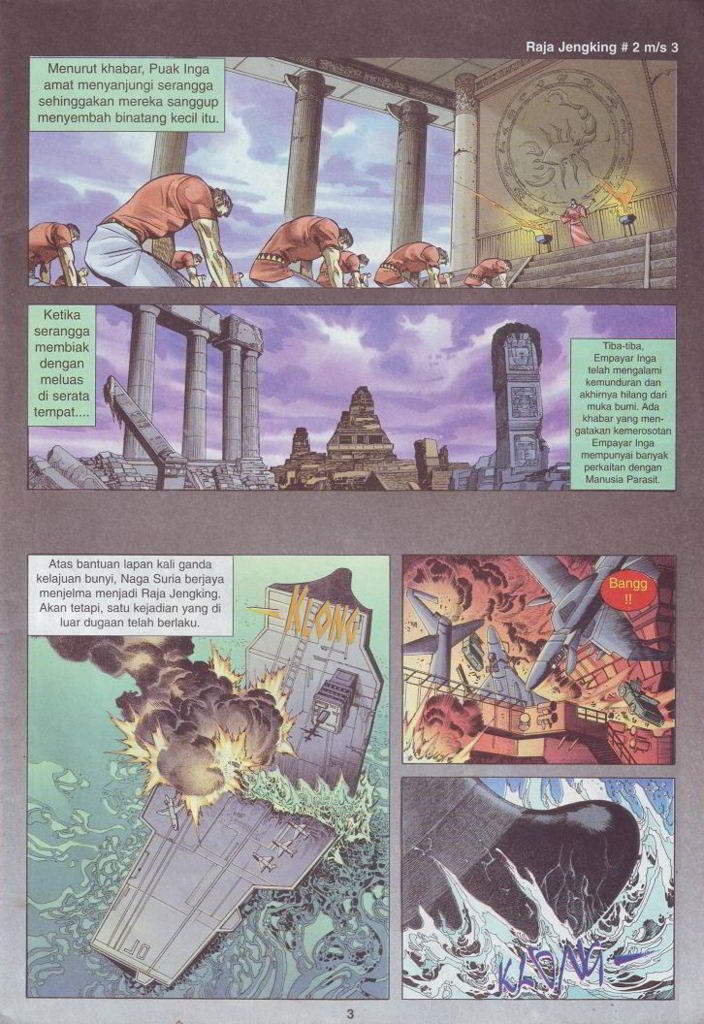 Raja Jengking # 2 m/s 3
Menurut khabar, Puak Inga
amat menyanjungi serangga
sehinggakan mereka sanggup
menyembah binatang kecil itu.
Ketika
serangga
membiak
dengan
meluas
di serata
tempat....
Tiba-tiba,
Empayar Inga
telah mengalami
kemunduran dan
akhirnya hilang dari
muka bumi. Ada
khabar yang men-
gatakan kemerosotan
Empayar Inga
mempunyai banyak
perkaitan dengan
Manusia Parasit.
Atas bantuan lapan kali ganda
kelajuan bunyi, Naga Suria berjaya
menjelma menjadi Raja Jengking.
Akan tetapi, satu kejadian yang di
luar dugaan telah berlaku.
KLONG
Bangg
!!
KLONG
3